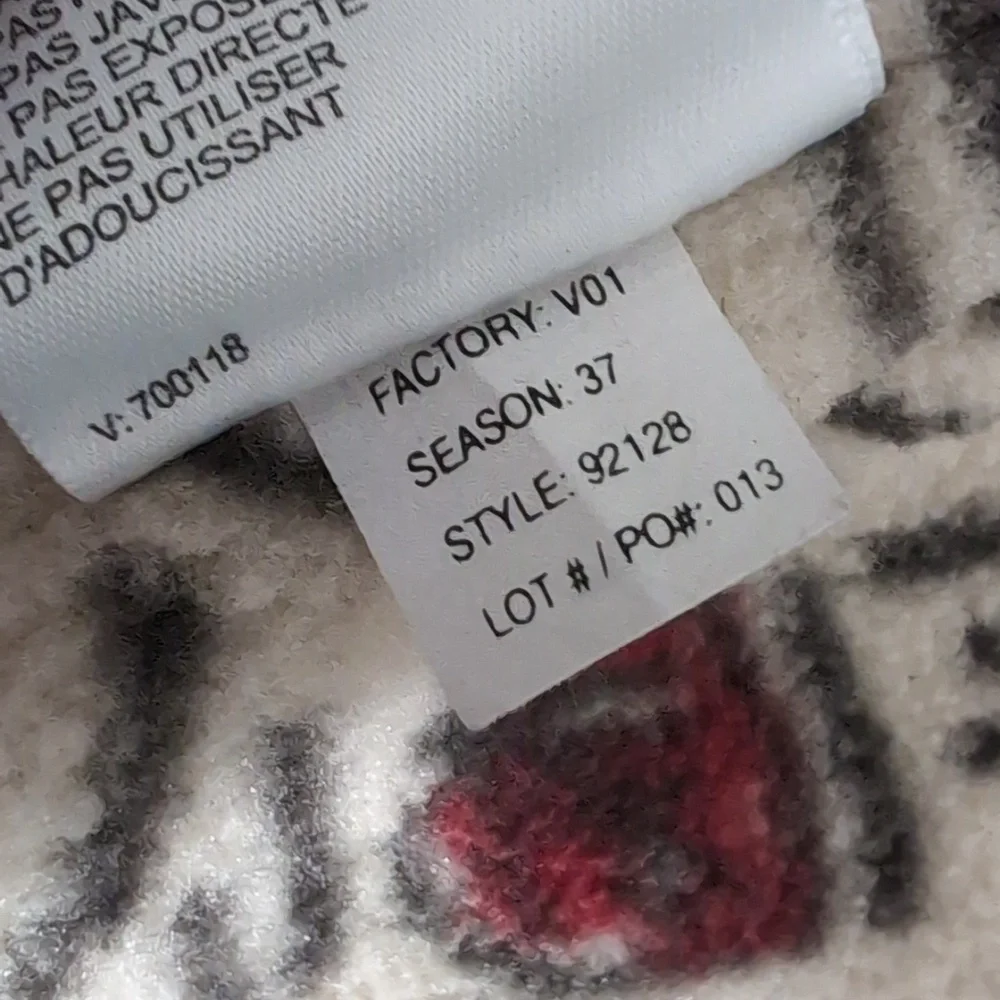 PAS
PAS JAV
PAS EXPOSE
HALEUR DIRECTE
NE PAS UTILISER
D'ADOUCISSANT
V: 700118
FACTORY: V01
SEASON: 37
STYLE: 92128
LOT # / PO#: 013